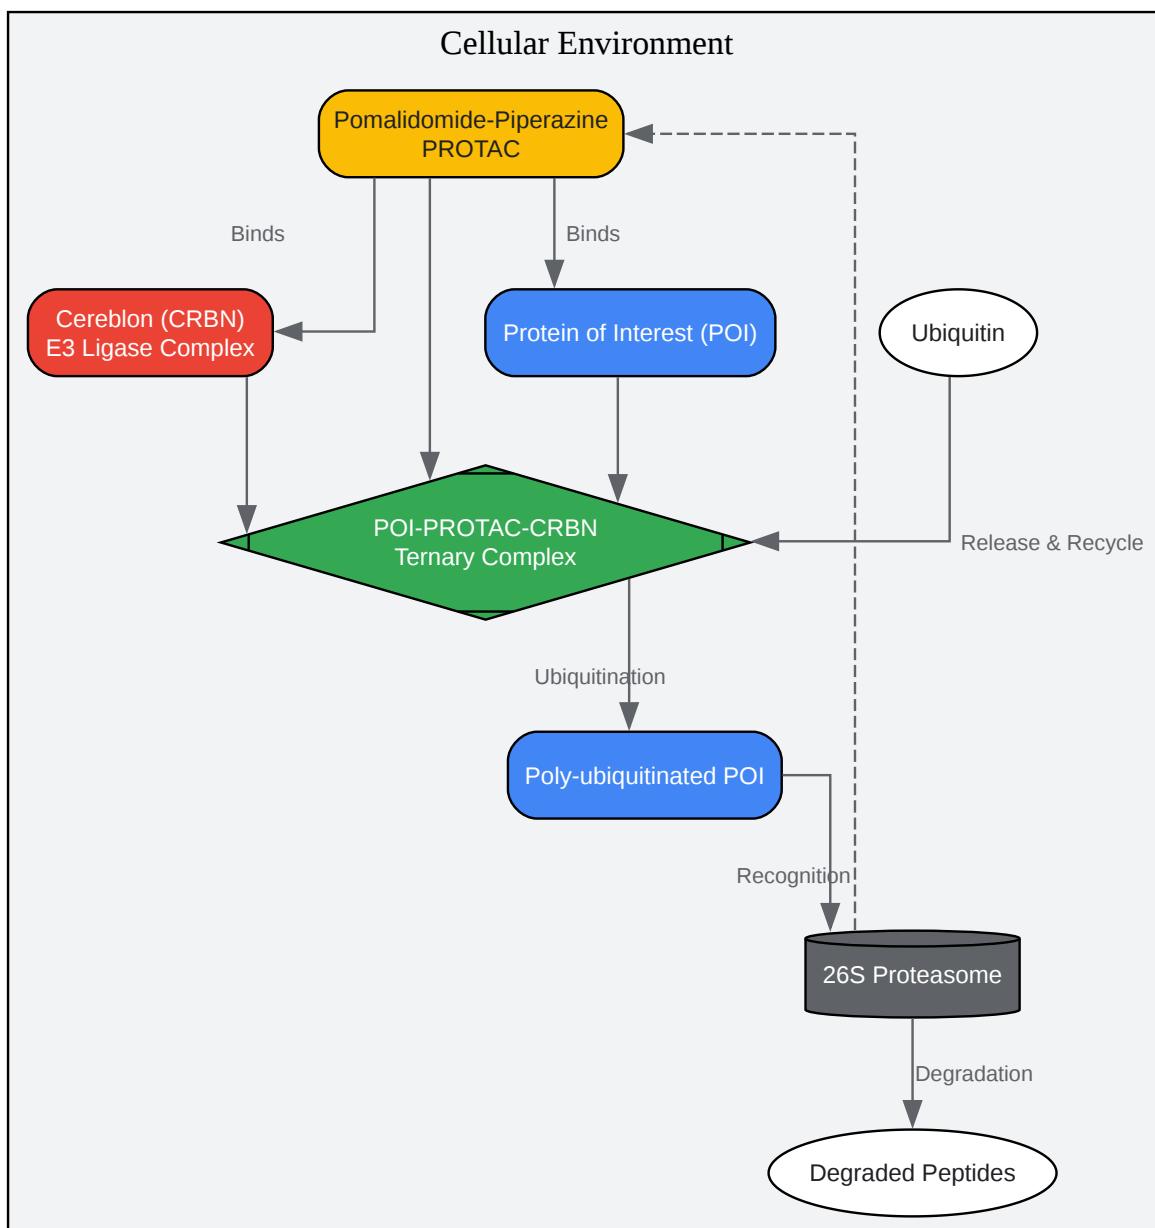 Cellular Environment
Pomalidomide-Piperazine
PROTAC
Binds
Binds
Cereblon (CRBN)
E3 Ligase Complex
Protein of Interest (POI)
Ubiquitin
POI-PROTAC-CRBN
Ternary Complex
Release & Recycle
Ubiquitination
Poly-ubiquitinated POI
Recognition
26S Proteasome
Degradation
Degraded Peptides